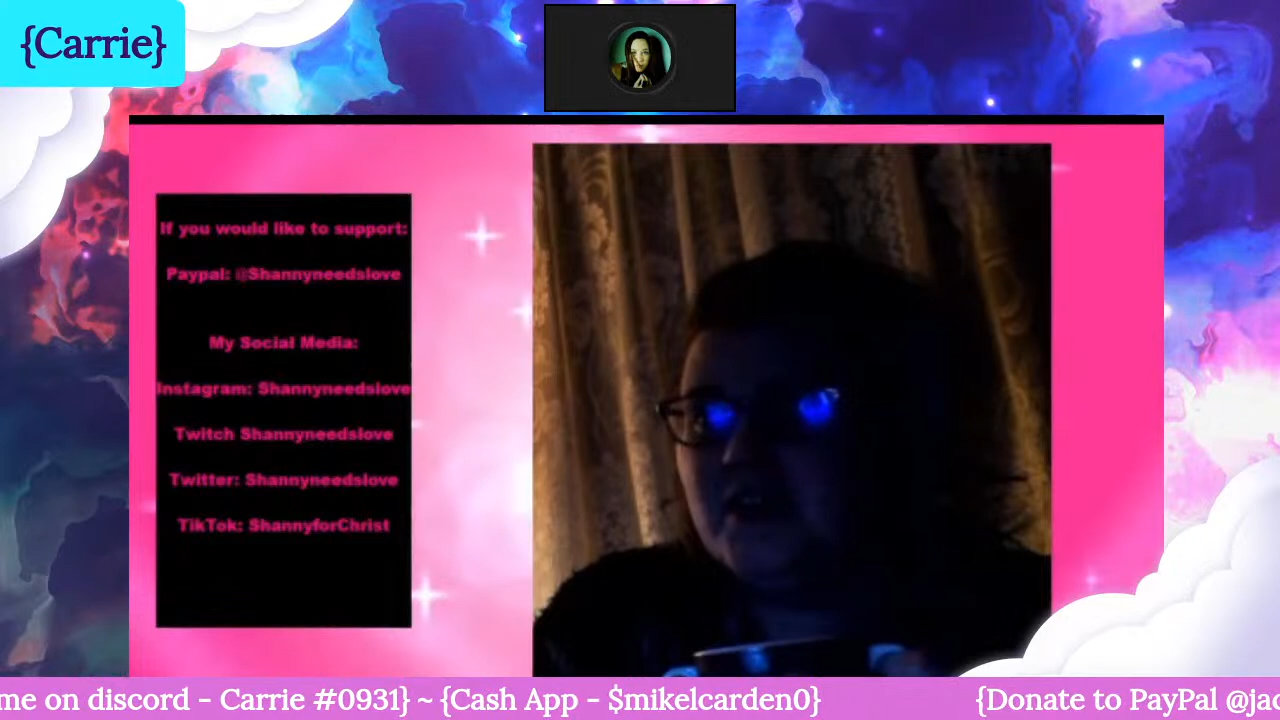 {Carrie}
If you would like to support:
Paypal: @Shannyneedslove
My Social Media:
Instagram: Shannyneedslove
Twitch Shannyneedslove
Twitter: Shannyneedslove
TikTok: ShannyforChrist
me on discord - Carrie #0931} ~ {Cash App - $mikelcarden0} {Donate to PayPal @jac